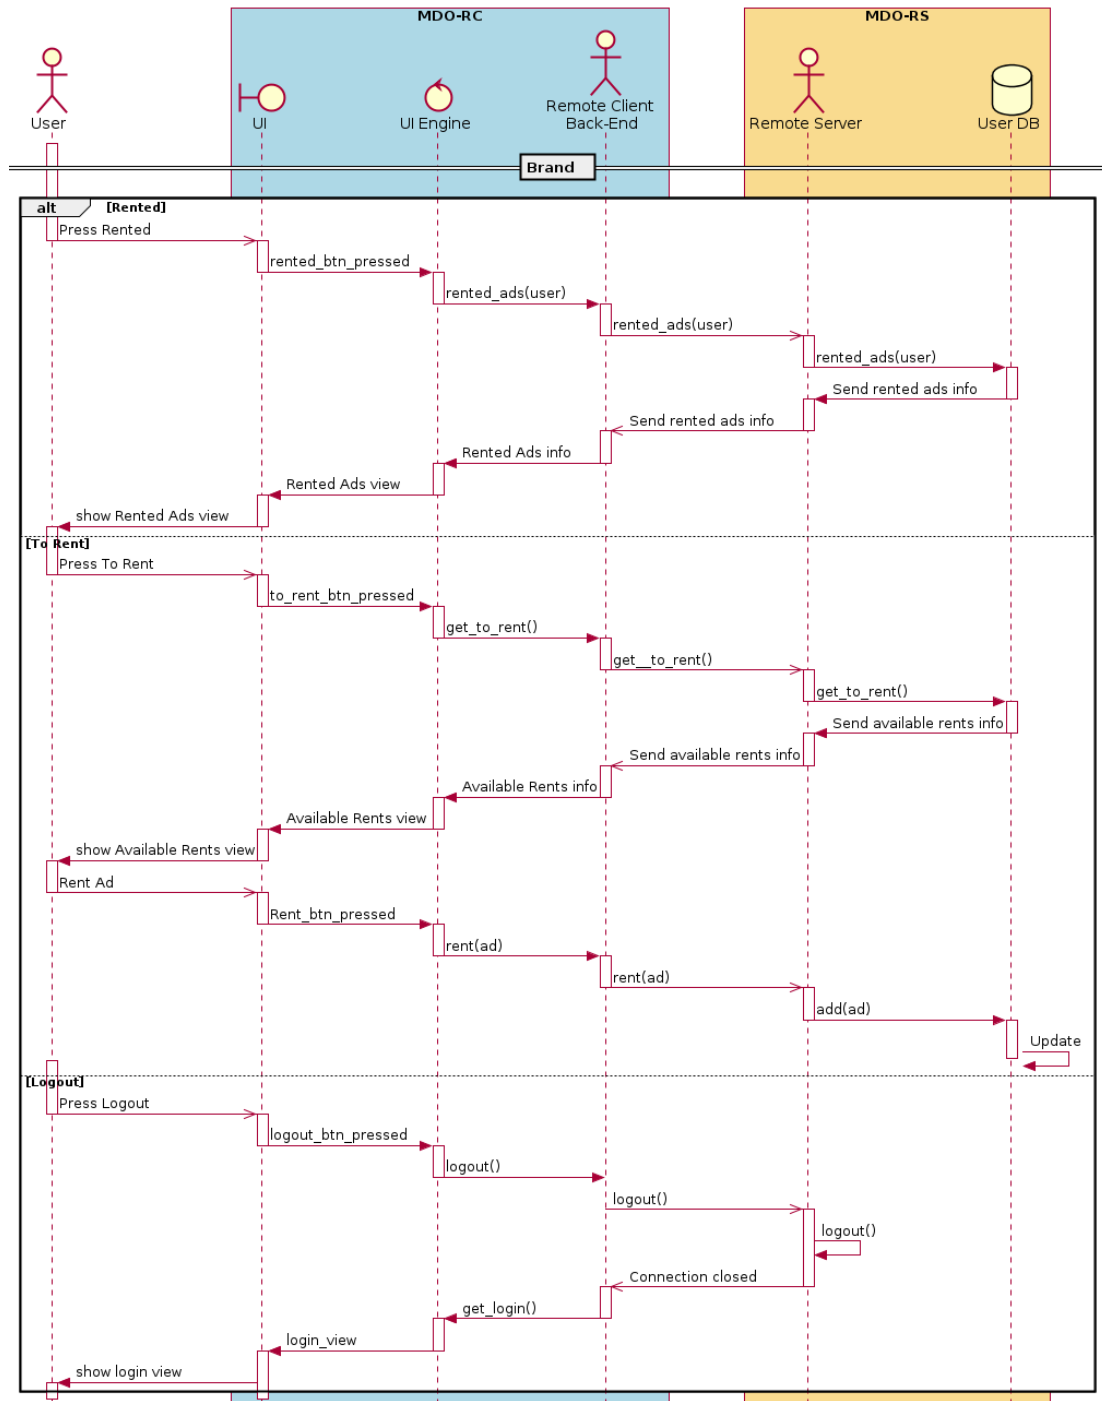 MDO-RC
MDO-RS
User
UI
UI Engine
Remote Client
Back-End
Remote Server
User DB
Brand
alt
[Rented]
Press Rented
rented_btn_pressed
rented_ads(user)
rented_ads(user)
rented_ads(user)
Send rented ads info
Send rented ads info
Rented Ads info
Rented Ads view
show Rented Ads view
[To Rent]
Press To Rent
to_rent_btn_pressed
get_to_rent()
get__to_rent()
get_to_rent()
Send available rents info
Send available rents info
Available Rents info
Available Rents view
show Available Rents view
Rent Ad
Rent_btn_pressed
rent(ad)
rent(ad)
add(ad)
Update
[Logout]
Press Logout
logout_btn_pressed
logout()
logout()
logout()
Connection closed
get_login()
login_view
show login view